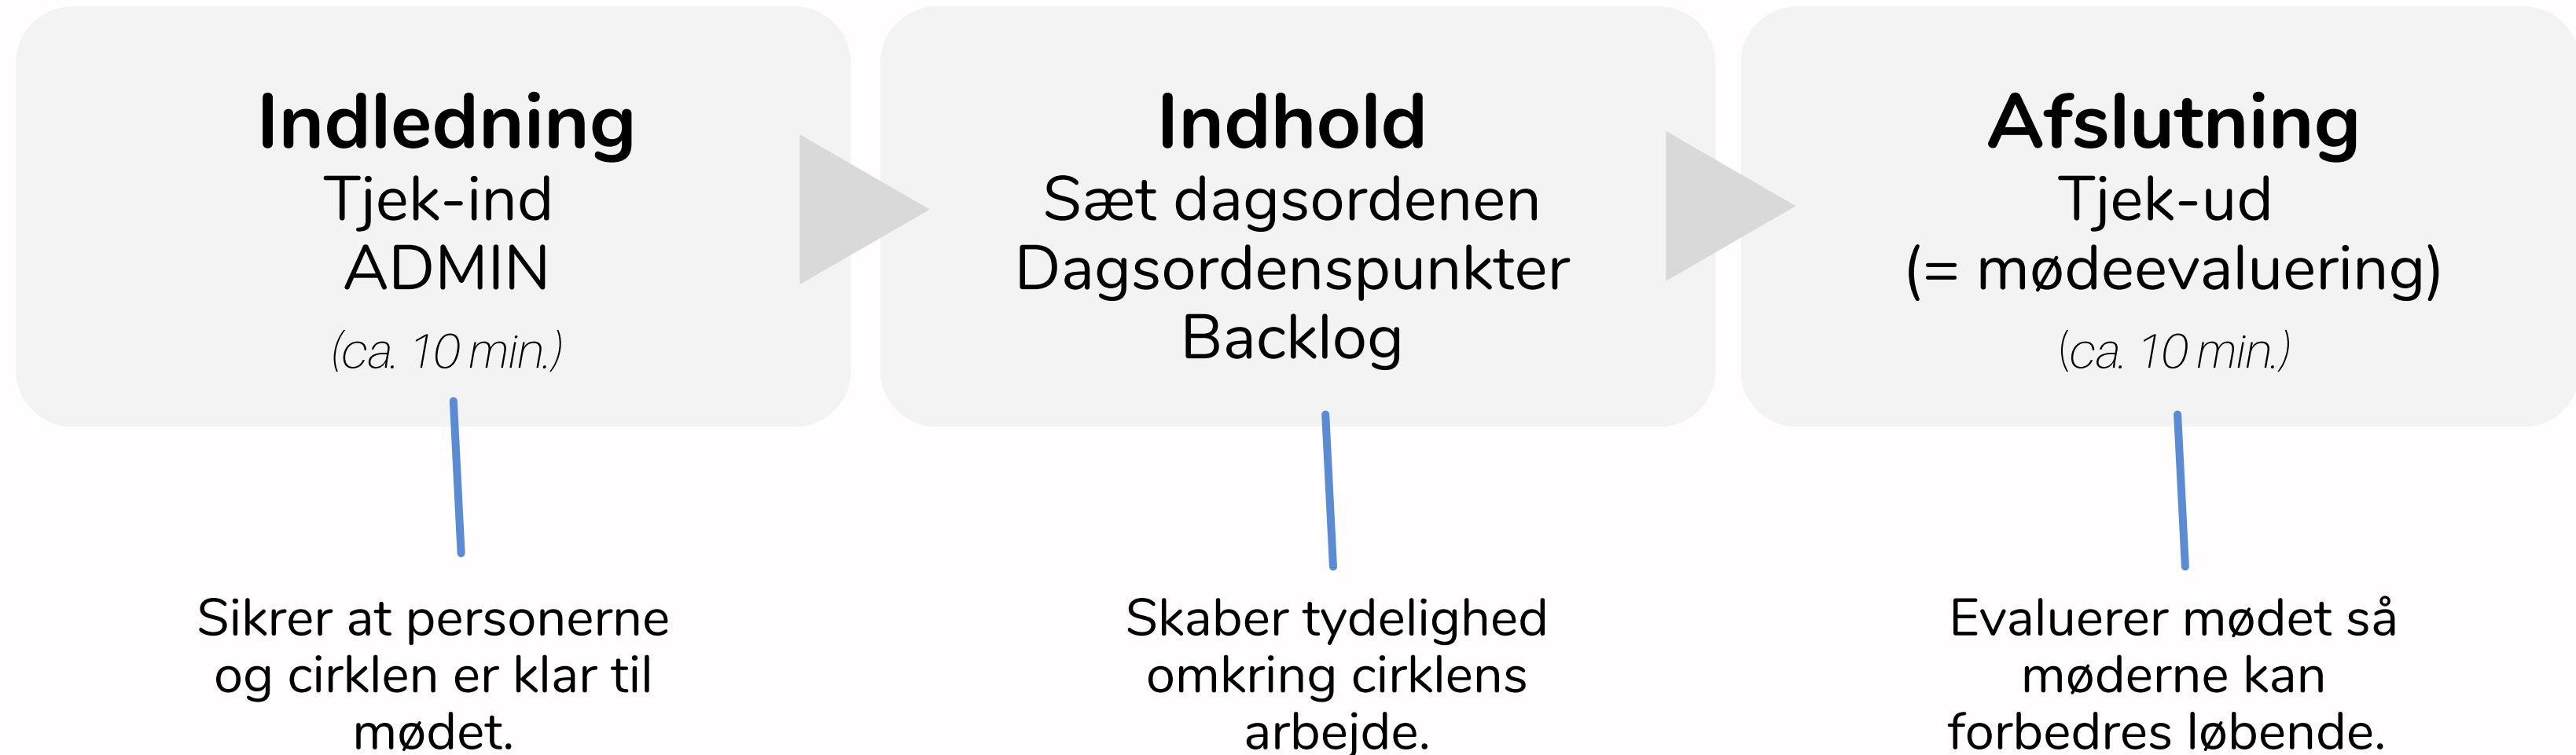 Indledning
Tjek-ind
ADMIN
(ca. 10 min.)
Indhold
Sæt dagsordenen
Dagsordenspunkter
Backlog
Afslutning
Tjek-ud
(= mødeevaluering)
(ca. 10 min.)
Sikrer at personerne
og cirklen er klar til
mødet.
Skaber tydelighed
omkring cirklens
arbejde.
Evaluerer mødet så
møderne kan
forbedres løbende.